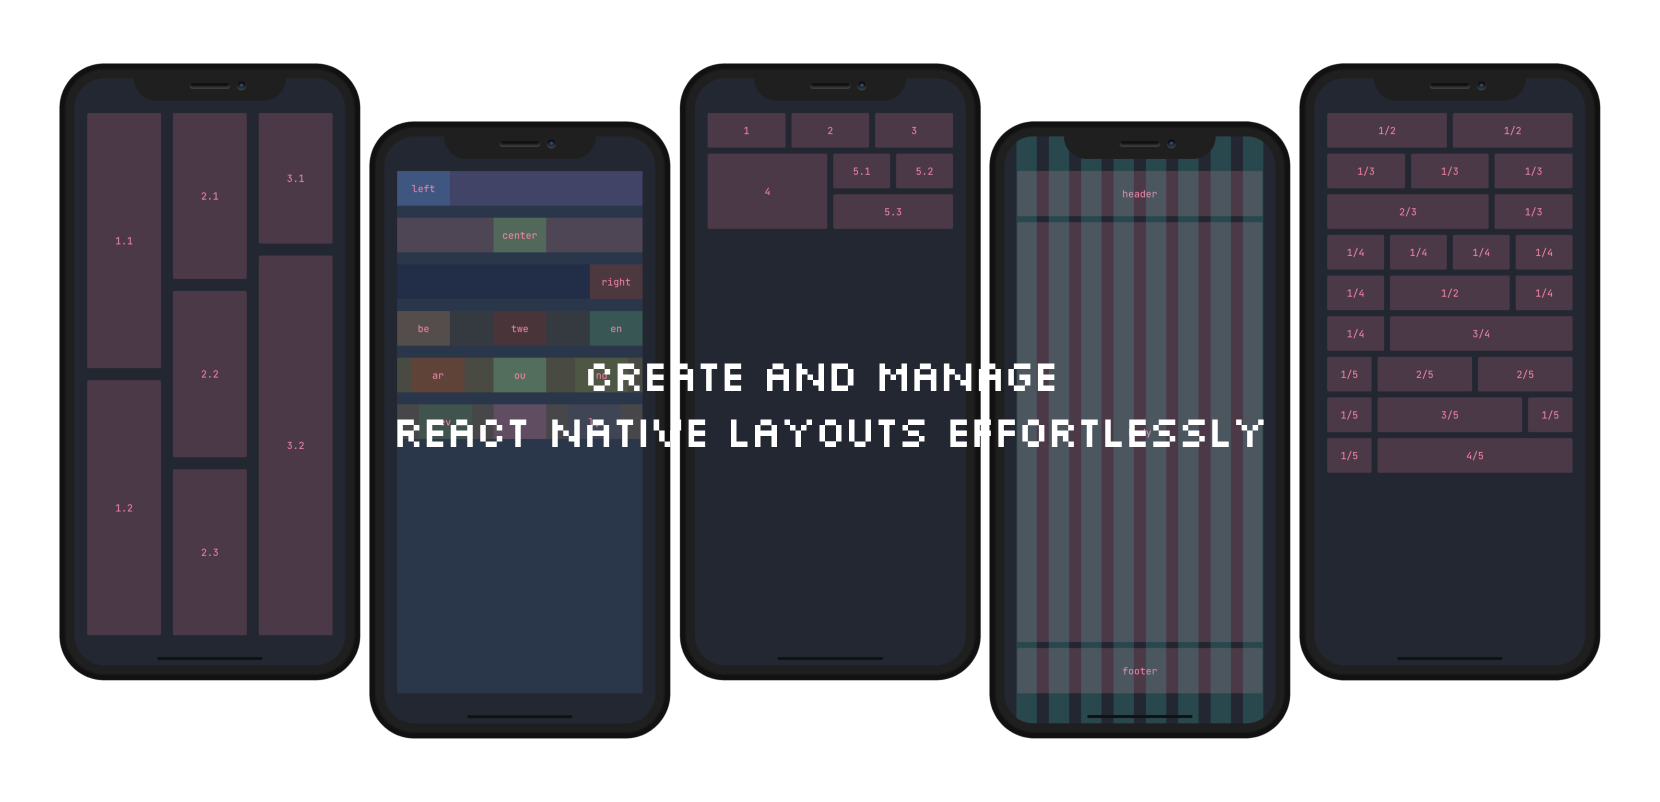 1.1
1.2
2.1
2.2
2.3
3.1
3.2
left
center
right
be twe en
ar ou nd
1 2 3
4
5.1 5.2
5.3
header
footer
1/2 1/2
1/3 1/3 1/3
2/3 1/3
1/4 1/4 1/4 1/4
1/4 1/2 1/4
1/4 3/4
1/5 2/5 2/5
1/5 3/5 1/5
1/5 4/5
CREATE AND MANAGE
REACT NATIVE LAYOUTS EFFORTLESSLY